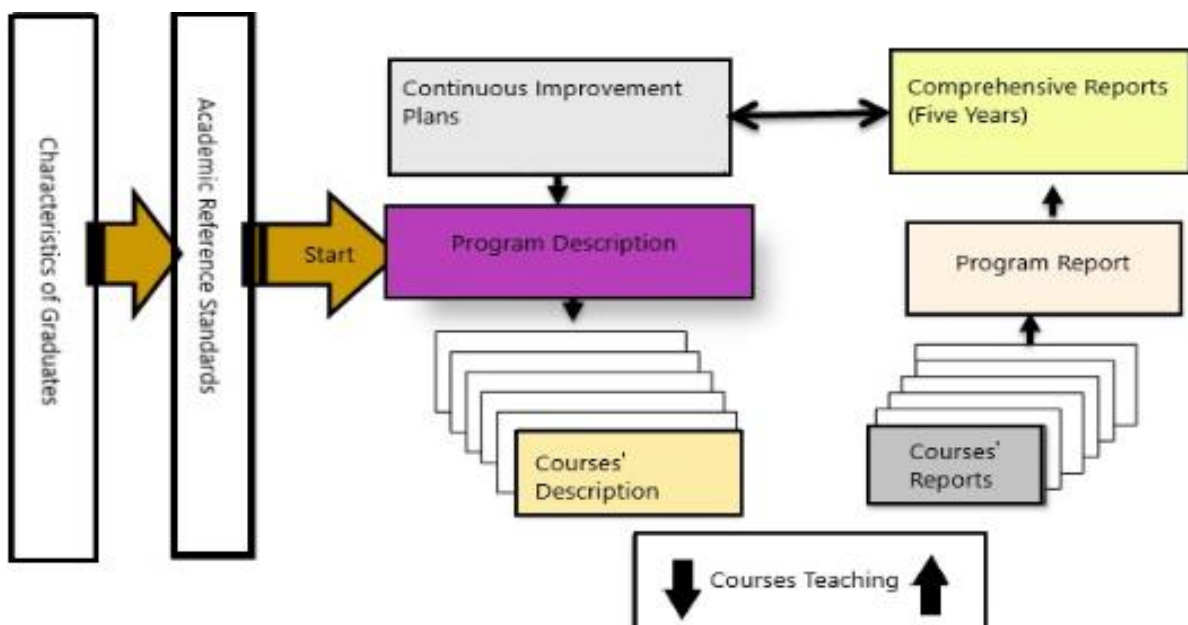 Characteristics of Graduates
Academic Reference Standards
Start
Continuous Improvement
Plans
Program Description
Courses'
Description
Comprehensive Reports
(Five Years)
Program Report
Courses'
Reports
Courses Teaching